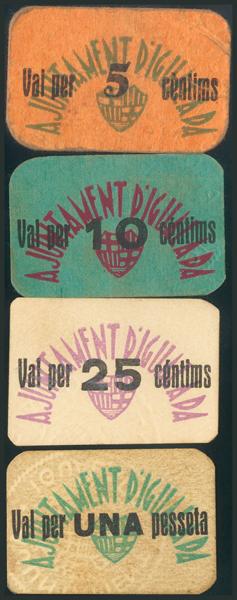 AJUNTAMENT D'IGUALADA
Val per 5 cèntims
AJUNTAMENT D'IGUALADA
Val per 10 cèntims
AJUNTAMENT D'IGUALADA
Val per 25 cèntims
AJUNTAMENT D'IGUALADA
Val per UNA pesseta